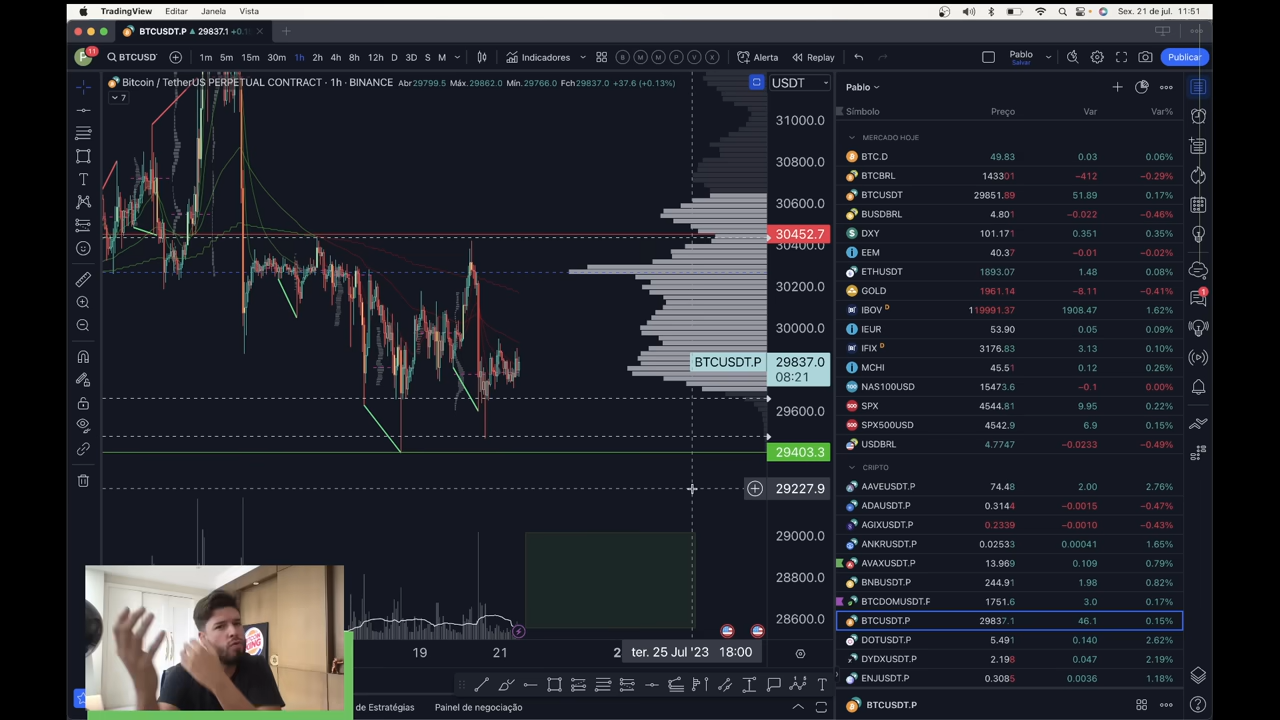 TradingView Editar Janela Vista Sex. 21 de jul. 11:51
BTCUSDT.P ▲ 29837.1 +0.1
P 11 BTCUSD 1m 5m 15m 30m 1h 2h 4h 8h 12h D 3D S M Indicadores B M M P V X Alerta Replay Pablo Salvar Publicar
Bitcoin / TetherUS PERPETUAL CONTRACT · 1h · BINANCE Abr29799.5 Máx.29862.0 Mín.29766.0 Fch29837.0 +37.6 (+0.13%) USDT
7
31000.0
30800.0
30600.0
30452.7
30400.0
30200.0
30000.0
BTCUSDT.P 29837.0
08:21
29600.0
29403.3
29227.9
29000.0
28800.0
28600.0
19 21 2 ter. 25 Jul '23 18:00
BURGER
KING
de Estratégias Painel de negociação
Pablo
Símbolo Preço Var Var%
MERCADO HOJE
BTC.D 49.83 0.03 0.06%
BTCBRL 143301 −412 −0.29%
BTCUSDT 29851.89 51.89 0.17%
BUSDBRL 4.801 −0.022 −0.46%
DXY 101.171 0.351 0.35%
EEM 40.37 −0.01 −0.02%
ETHUSDT 1893.07 1.48 0.08%
GOLD 1961.14 −8.11 −0.41%
IBOV D 119991.37 1908.47 1.62%
IEUR 53.90 0.05 0.09%
IFIX D 3176.83 3.13 0.10%
MCHI 45.51 0.12 0.26%
NAS100USD 15473.6 −0.1 0.00%
SPX 4544.81 9.95 0.22%
SPX500USD 4542.9 6.9 0.15%
USDBRL 4.7747 −0.0233 −0.49%
CRIPTO
AAVEUSDT.P 74.48 2.00 2.76%
ADAUSDT.P 0.3144 −0.0015 −0.47%
AGIXUSDT.P 0.2339 −0.0010 −0.43%
ANKRUSDT.P 0.02533 0.00041 1.65%
AVAXUSDT.P 13.969 0.109 0.79%
BNBUSDT.P 244.91 1.98 0.82%
BTCDOMUSDT.P 1751.6 3.0 0.17%
BTCUSDT.P 29837.1 46.1 0.15%
DOTUSDT.P 5.491 0.140 2.62%
DYDXUSDT.P 2.198 0.047 2.19%
ENJUSDT.P 0.3085 0.0036 1.18%
BTCUSDT.P